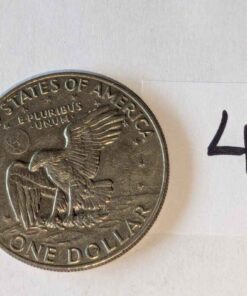 STATES OF AMERICA
E PLURIBUS
UNUM
ONE DOLLAR
4